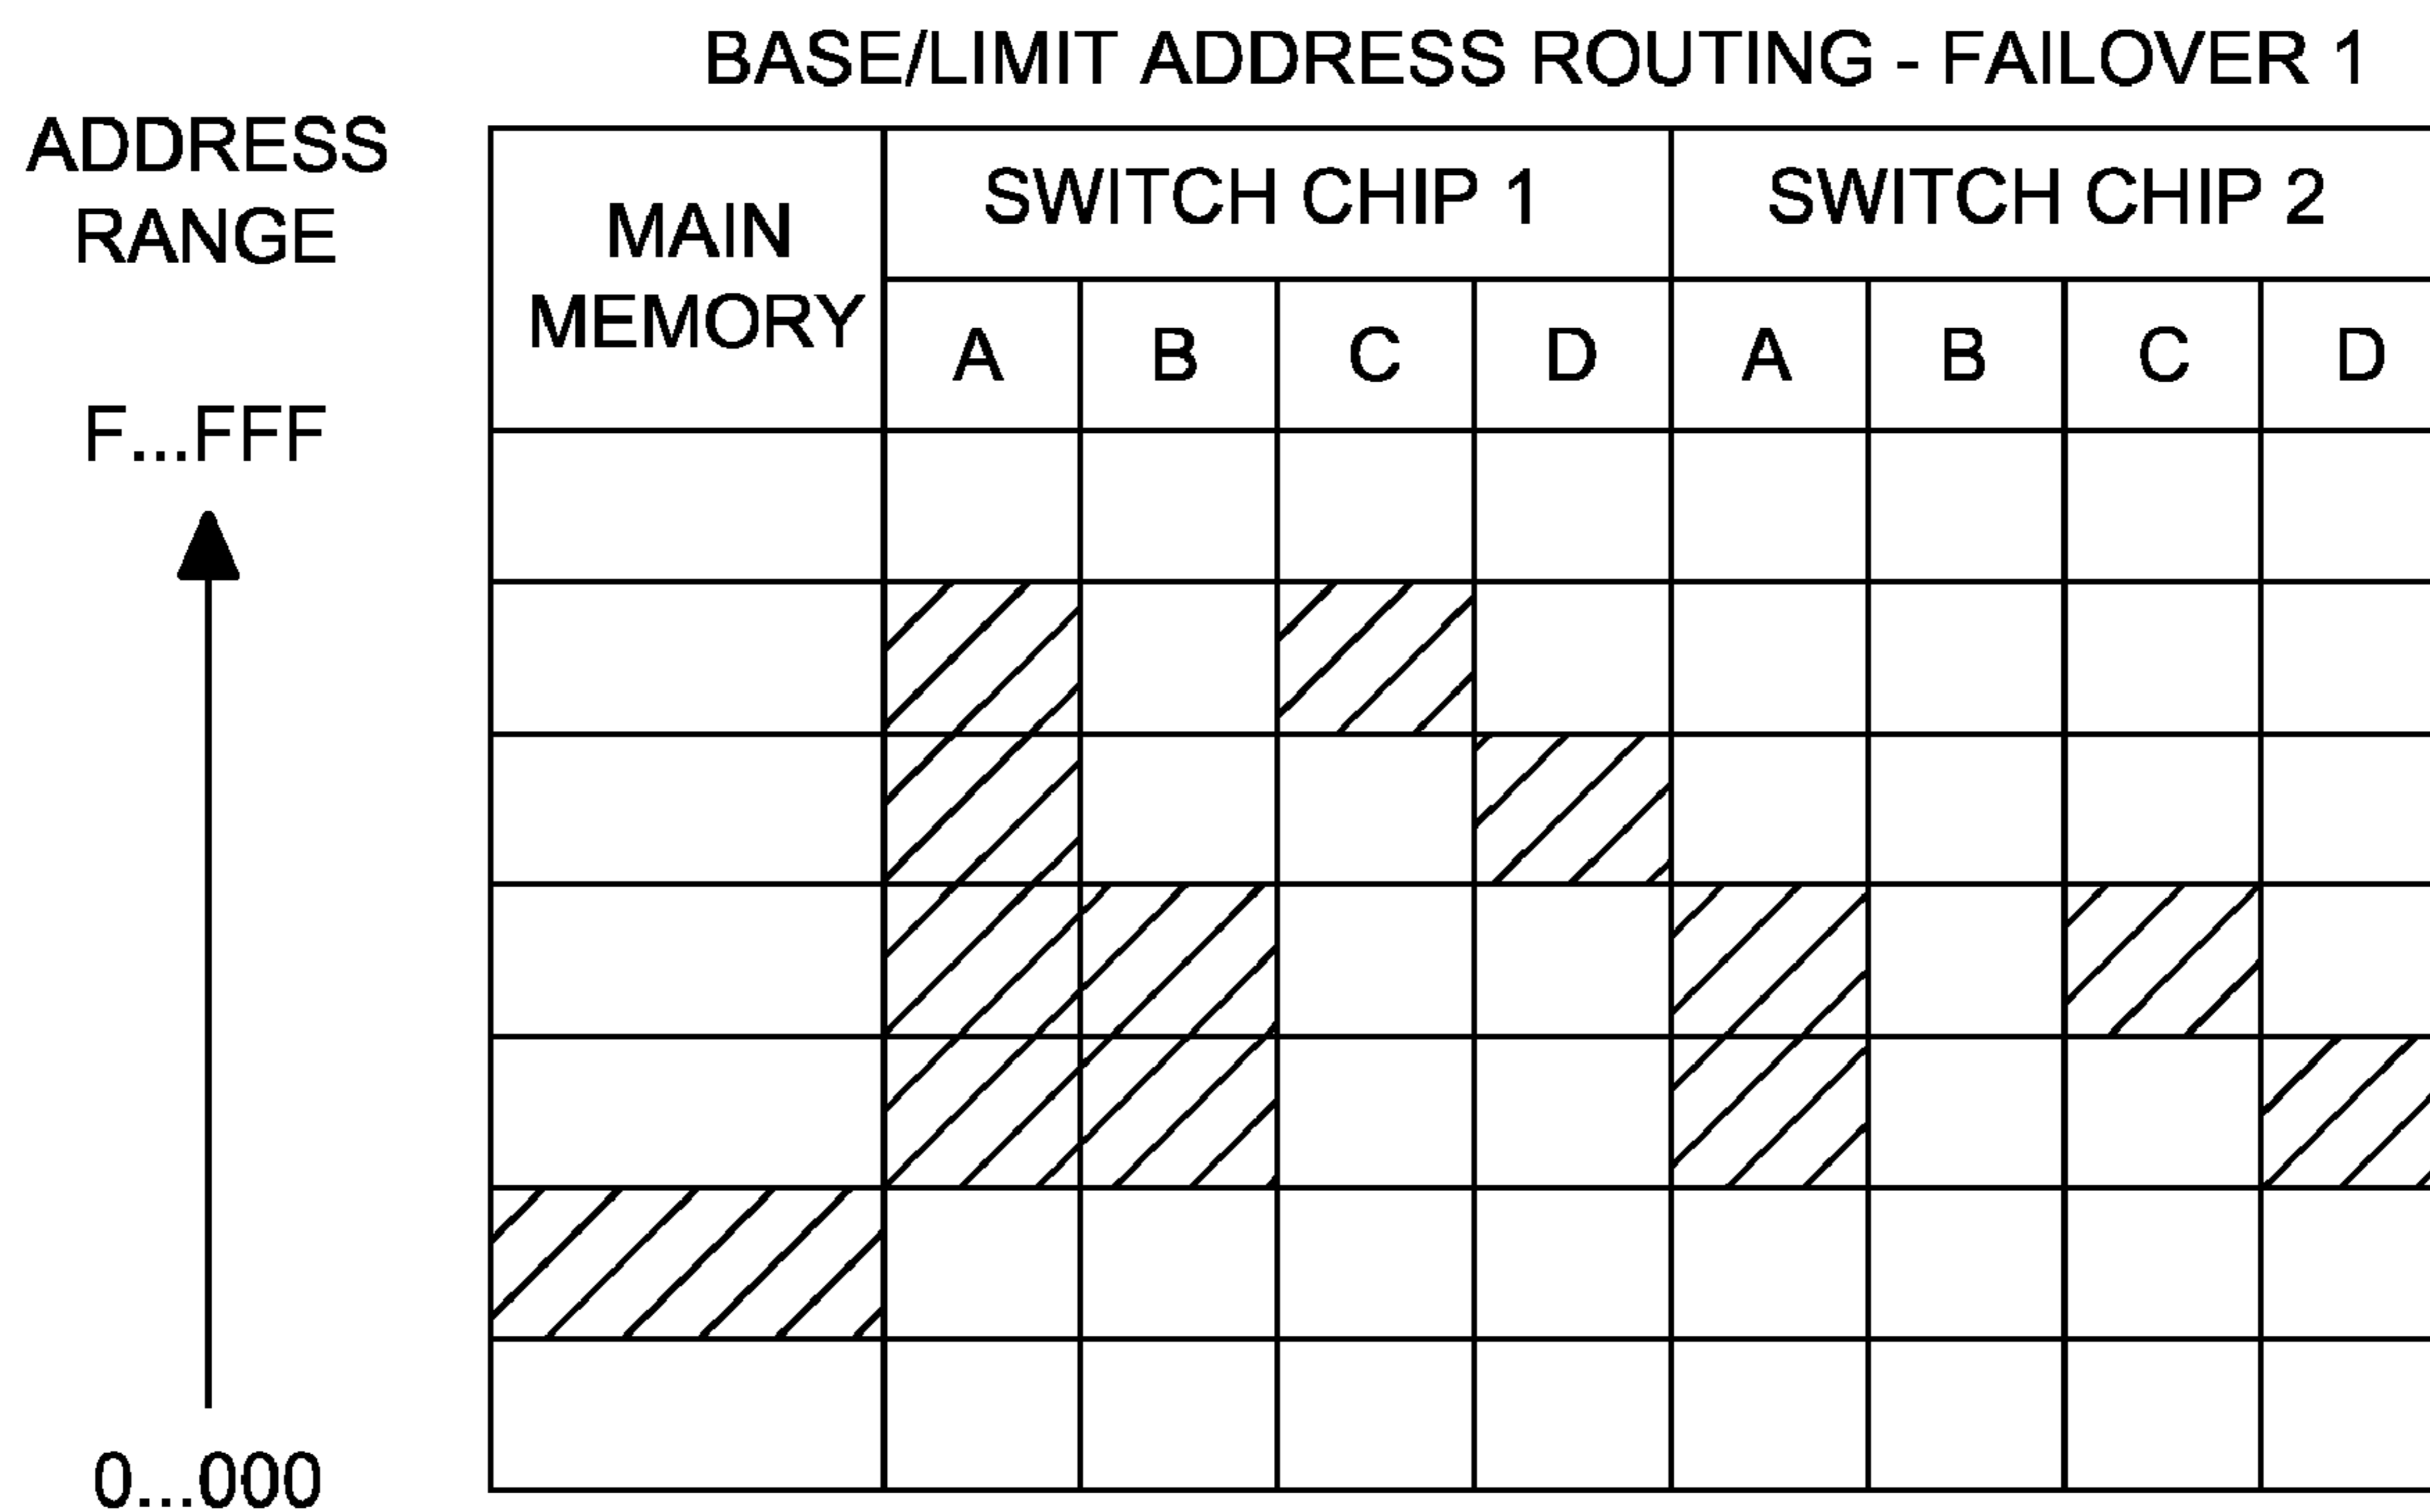 BASE/LIMIT ADDRESS ROUTING - FAILOVER 1
ADDRESS
RANGE
F...FFF
0...000
MAIN
MEMORY
SWITCH CHIP 1
SWITCH CHIP 2
A B C D A B C D